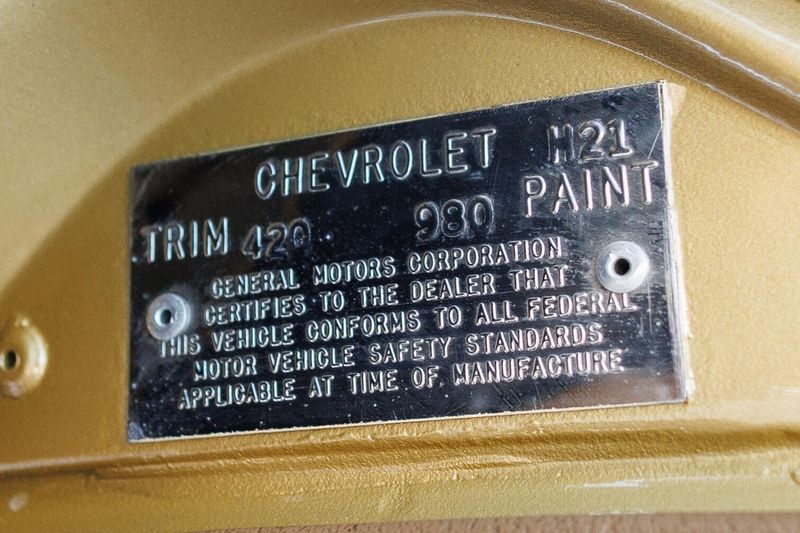 CHEVROLET H21
TRIM 420 980 PAINT
GENERAL MOTORS CORPORATION
CERTIFIES TO THE DEALER THAT
THIS VEHICLE CONFORMS TO ALL FEDERAL
MOTOR VEHICLE SAFETY STANDARDS
APPLICABLE AT TIME OF MANUFACTURE